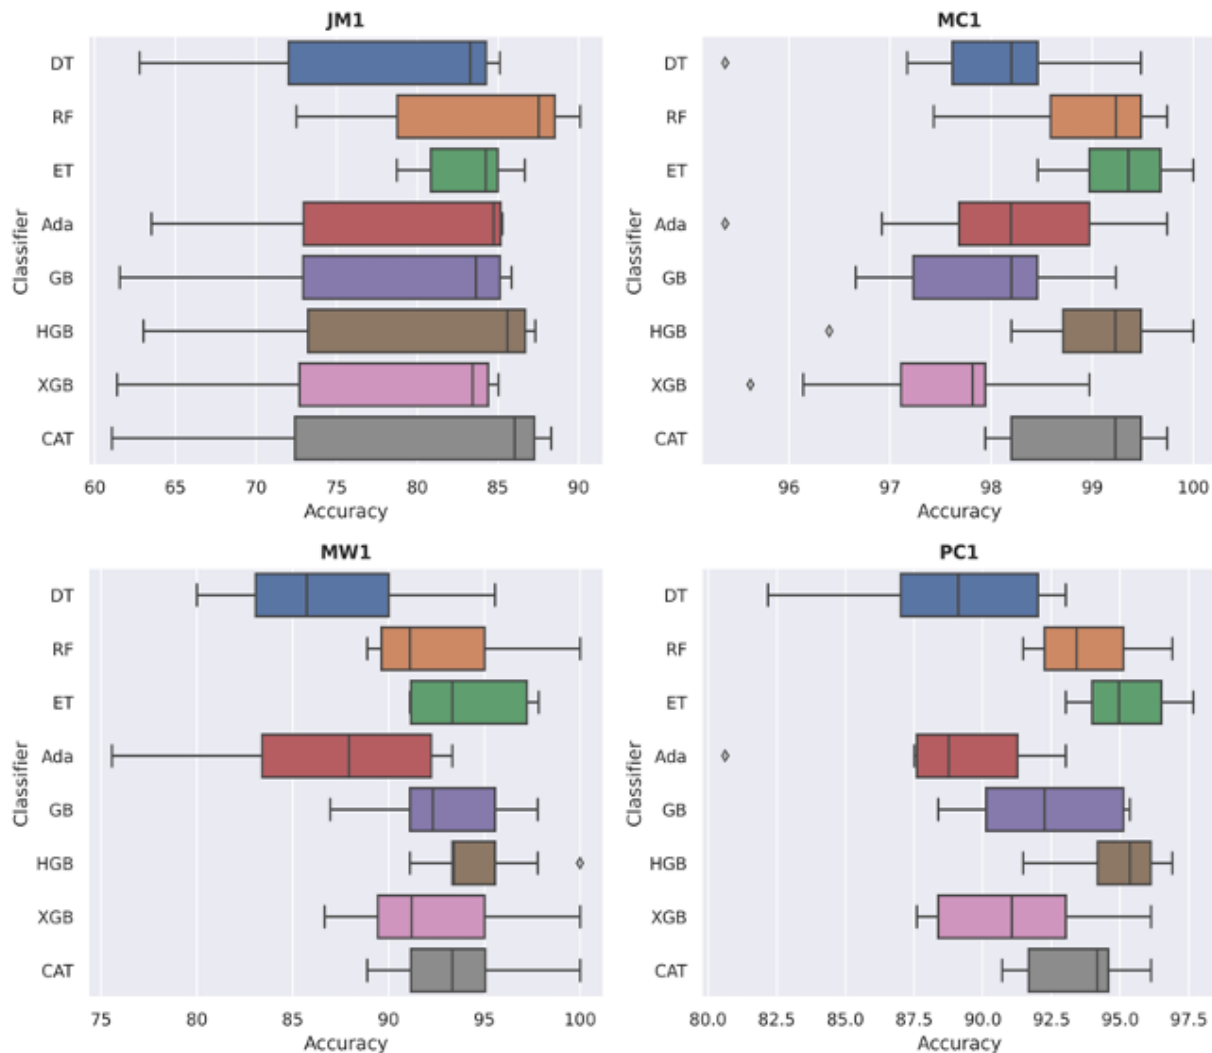 JM1
Classifier
DT
RF
ET
Ada
GB
HGB
XGB
CAT
60 65 70 75 80 85 90
Accuracy
MC1
Classifier
DT
RF
ET
Ada
GB
HGB
XGB
CAT
96 97 98 99 100
Accuracy
MW1
Classifier
DT
RF
ET
Ada
GB
HGB
XGB
CAT
75 80 85 90 95 100
Accuracy
PC1
Classifier
DT
RF
ET
Ada
GB
HGB
XGB
CAT
80.0 82.5 85.0 87.5 90.0 92.5 95.0 97.5
Accuracy